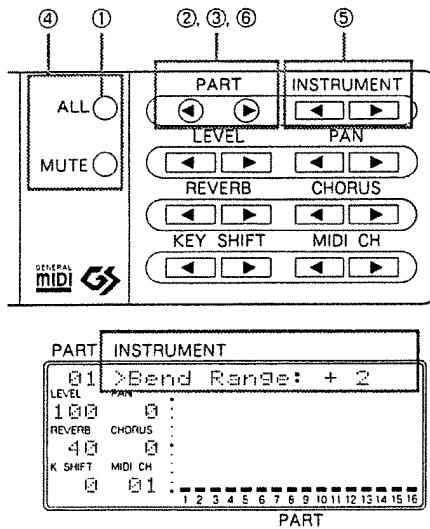 ④ ① ②, ③, ⑥ ⑤
PART INSTRUMENT
ALL
LEVEL PAN
MUTE
REVERB CHORUS
KEY SHIFT MIDI CH
GENERAL
MIDI GS
PART INSTRUMENT
01 >Bend Range: + 2
LEVEL PAN
100 0
REVERB CHORUS
40 0
K SHIFT MIDI CH
0 01
1 2 3 4 5 6 7 8 9 10 11 12 13 14 15 16
PART